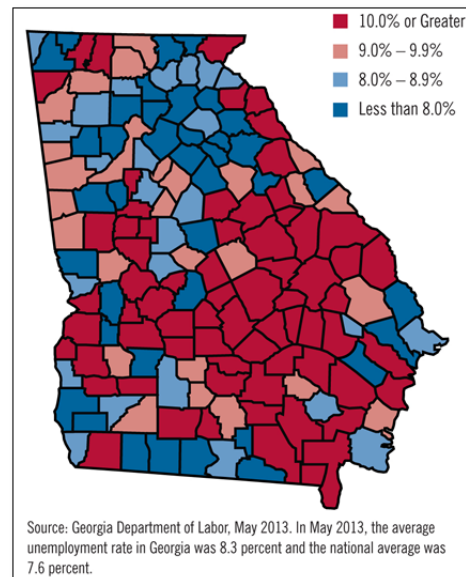 10.0% or Greater
9.0% – 9.9%
8.0% – 8.9%
Less than 8.0%
Source: Georgia Department of Labor, May 2013. In May 2013, the average
unemployment rate in Georgia was 8.3 percent and the national average was
7.6 percent.